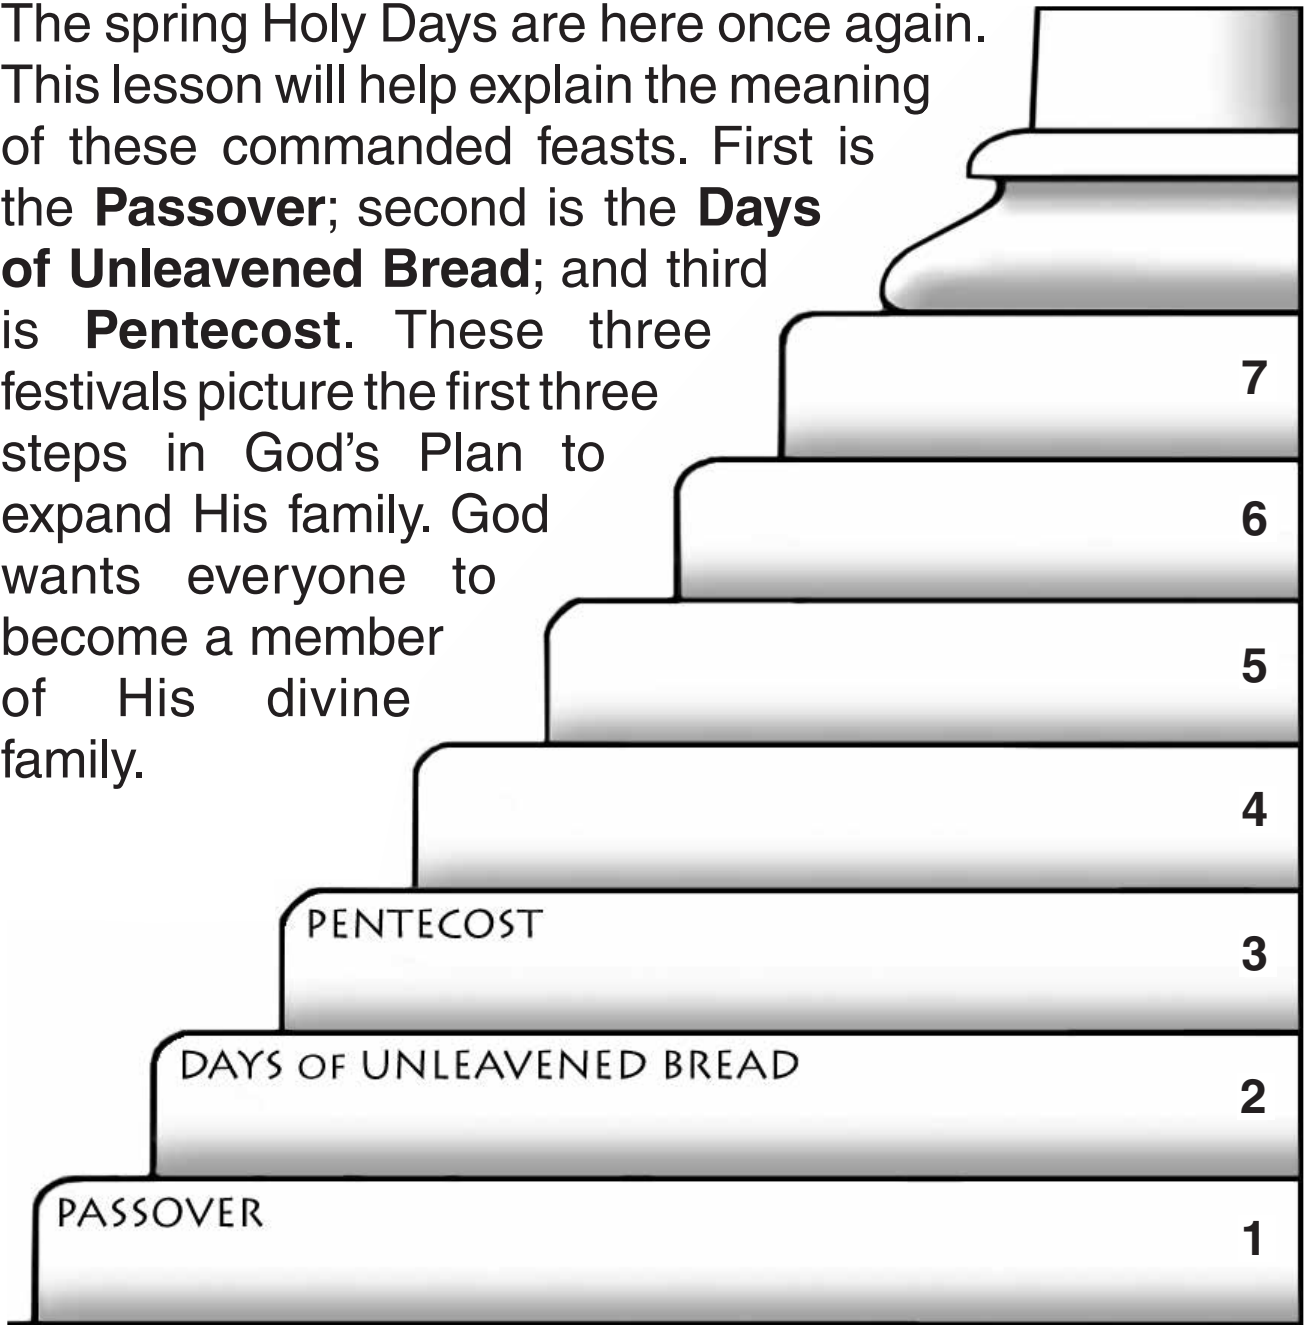 The spring Holy Days are here once again.
This lesson will help explain the meaning
of these commanded feasts. First is
the Passover; second is the Days
of Unleavened Bread; and third
is Pentecost. These three
festivals picture the first three
steps in God's Plan to
expand His family. God
wants everyone to
become a member
of His divine
family.
7
6
5
4
PENTECOST
3
DAYS OF UNLEAVENED BREAD
2
PASSOVER
1